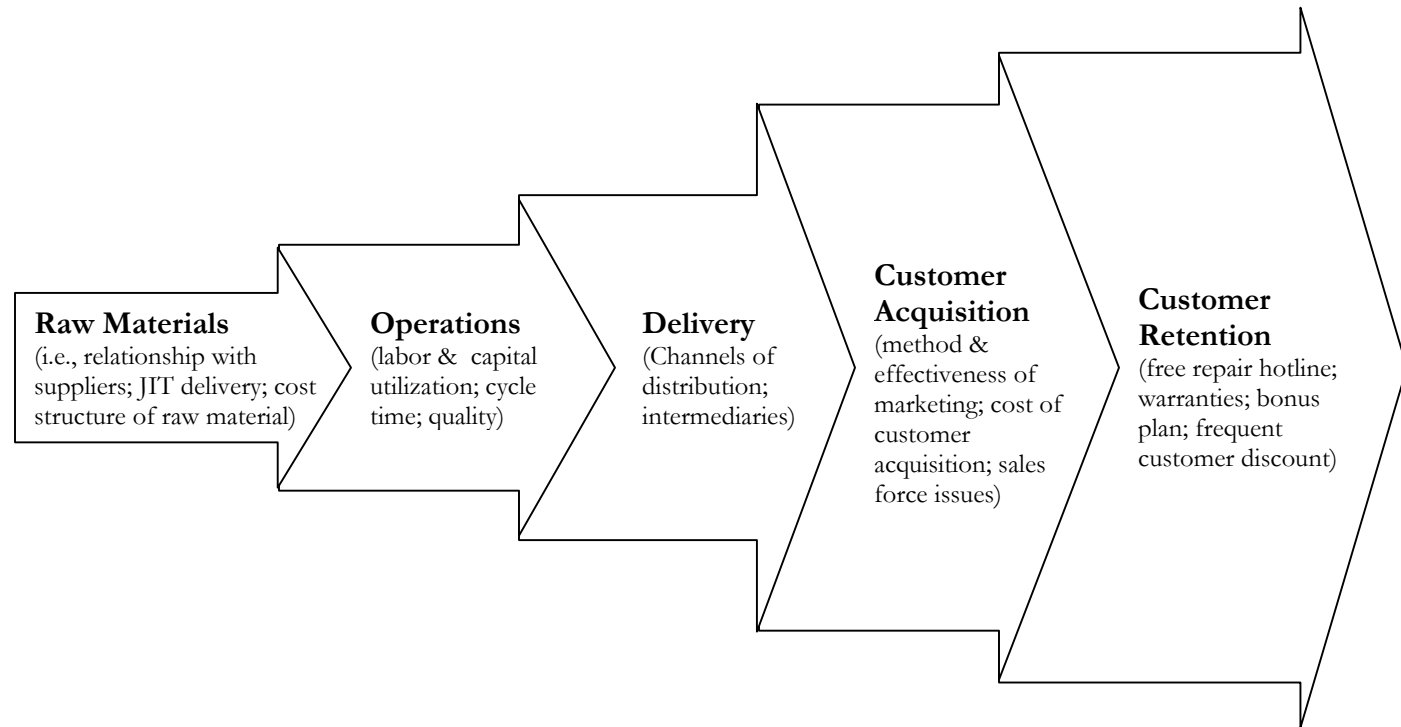 Raw Materials
(i.e., relationship with
suppliers; JIT delivery; cost
structure of raw material)
Operations
(labor & capital
utilization; cycle
time; quality)
Delivery
(Channels of
distribution;
intermediaries)
Customer
Acquisition
(method &
effectiveness of
marketing; cost of
customer
acquisition; sales
force issues)
Customer
Retention
(free repair hotline;
warranties; bonus
plan; frequent
customer discount)